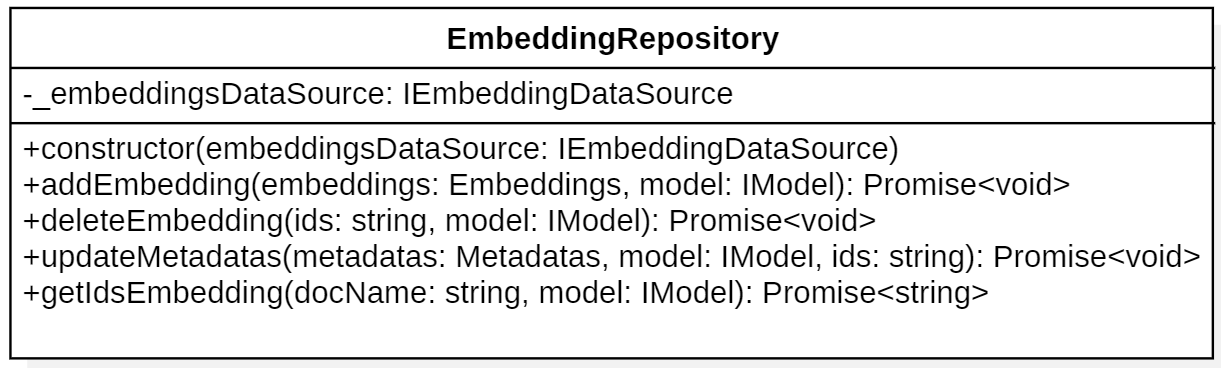 EmbeddingRepository
-_embeddingsDataSource: IEmbeddingDataSource
+constructor(embeddingsDataSource: IEmbeddingDataSource)
+addEmbedding(embeddings: Embeddings, model: IModel): Promise<void>
+deleteEmbedding(ids: string, model: IModel): Promise<void>
+updateMetadatas(metadatas: Metadatas, model: IModel, ids: string): Promise<void>
+getIdsEmbedding(docName: string, model: IModel): Promise<string>